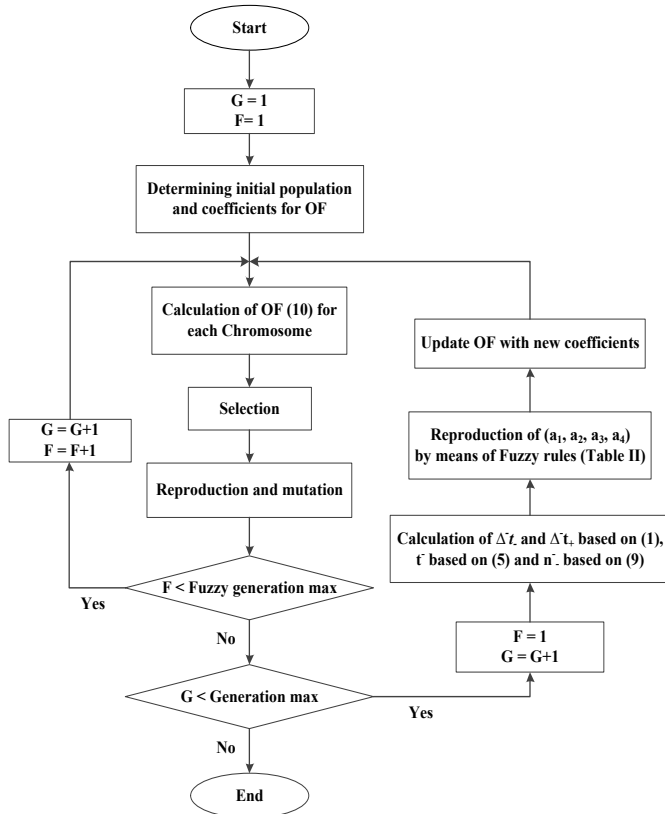 Start
G = 1
F= 1
Determining initial population
and coefficients for OF
Calculation of OF (10) for
each Chromosome
Selection
Reproduction and mutation
F < Fuzzy generation max
Yes
G = G+1
F = F+1
No
G < Generation max
Yes
No
End
F = 1
G = G+1
Calculation of Δ⁻t₋ and Δ⁻t₊ based on (1),
t⁻ based on (5) and n⁻₋ based on (9)
Reproduction of (a₁, a₂, a₃, a₄)
by means of Fuzzy rules (Table II)
Update OF with new coefficients